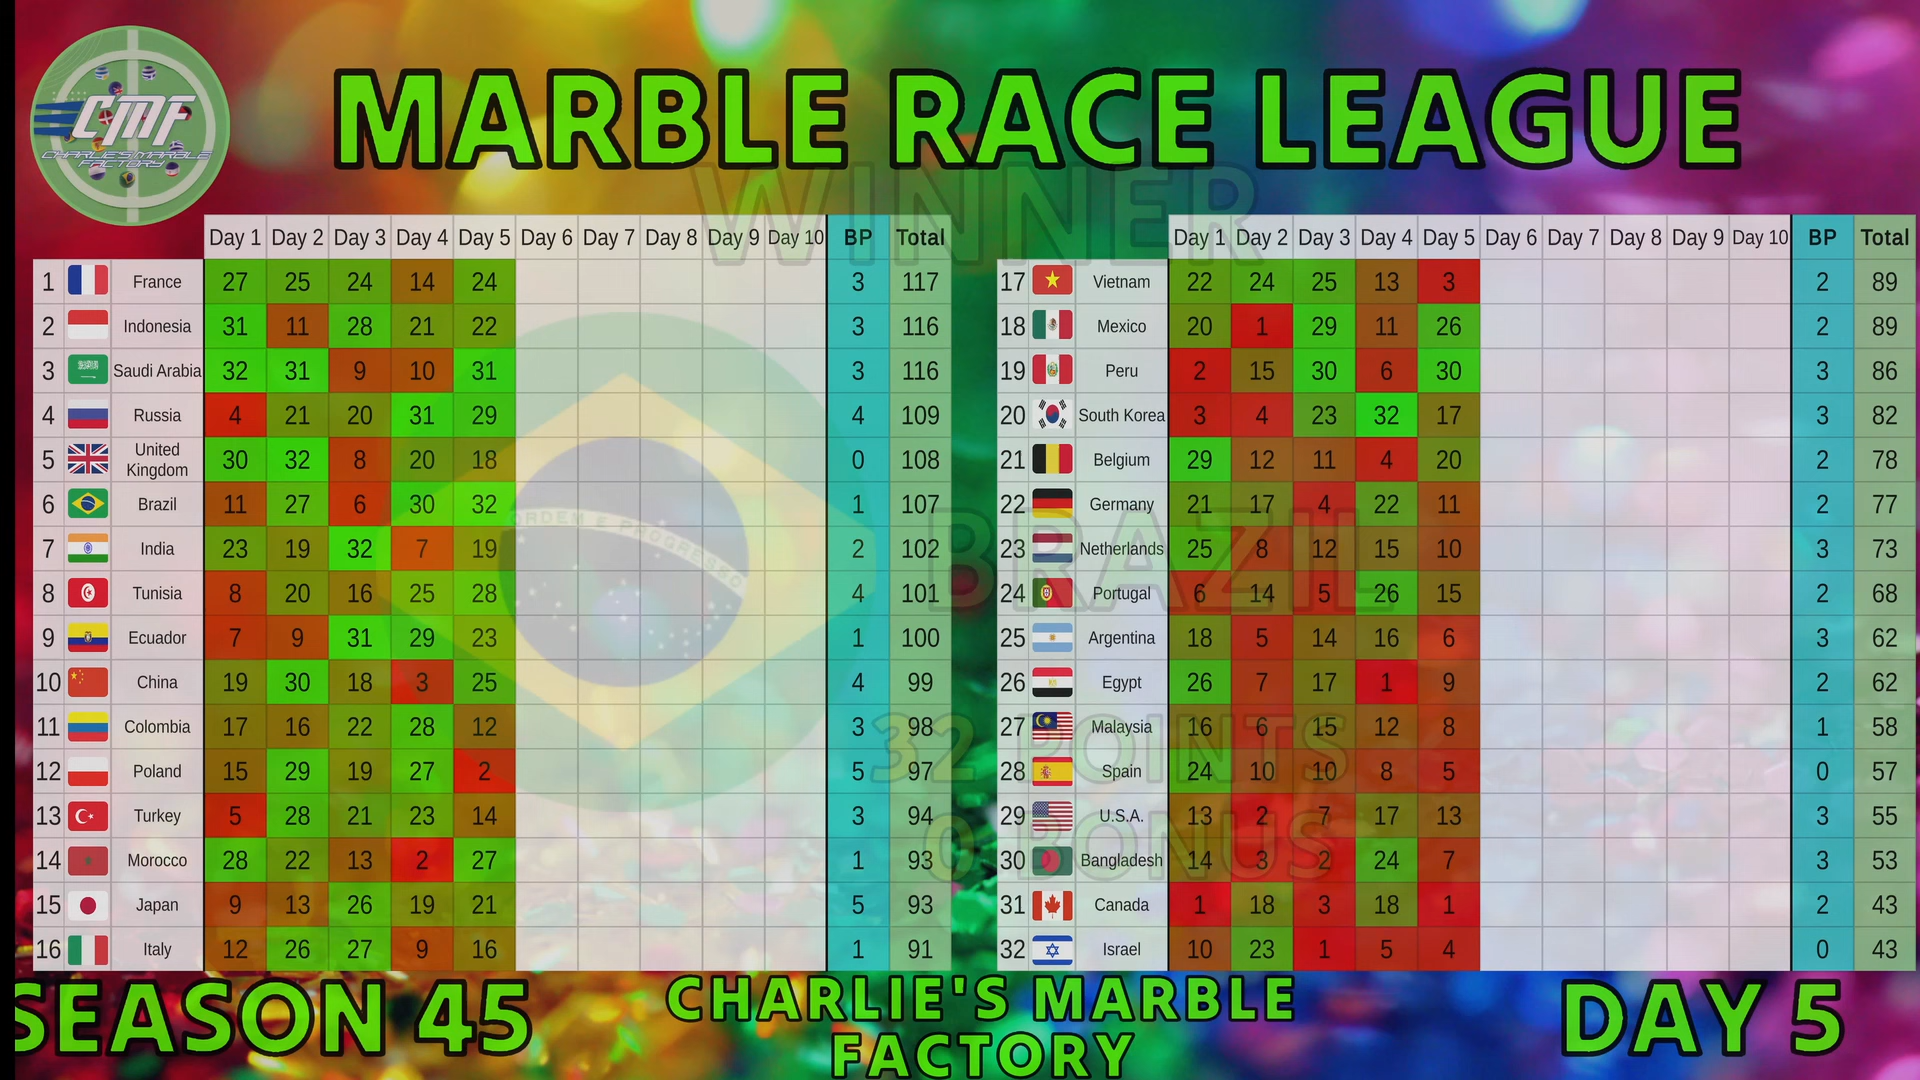 CMF
CHARLIE'S MARBLE
FACTORY
MARBLE RACE LEAGUE
WINNER
Day 1 Day 2 Day 3 Day 4 Day 5 Day 6 Day 7 Day 8 Day 9 Day 10 BP Total
1 France 27 25 24 14 24 3 117
2 Indonesia 31 11 28 21 22 3 116
3 Saudi Arabia 32 31 9 10 31 3 116
4 Russia 4 21 20 31 29 4 109
5 United Kingdom 30 32 8 20 18 0 108
6 Brazil 11 27 6 30 32 1 107
7 India 23 19 32 7 19 2 102
8 Tunisia 8 20 16 25 28 4 101
9 Ecuador 7 9 31 29 23 1 100
10 China 19 30 18 3 25 4 99
11 Colombia 17 16 22 28 12 3 98
12 Poland 15 29 19 27 2 5 97
13 Turkey 5 28 21 23 14 3 94
14 Morocco 28 22 13 2 27 1 93
15 Japan 9 13 26 19 21 5 93
16 Italy 12 26 27 9 16 1 91
Day 1 Day 2 Day 3 Day 4 Day 5 Day 6 Day 7 Day 8 Day 9 Day 10 BP Total
17 Vietnam 22 24 25 13 3 2 89
18 Mexico 20 1 29 11 26 2 89
19 Peru 2 15 30 6 30 3 86
20 South Korea 3 4 23 32 17 3 82
21 Belgium 29 12 11 4 20 2 78
22 Germany 21 17 4 22 11 2 77
23 Netherlands 25 8 12 15 10 3 73
24 Portugal 6 14 5 26 15 2 68
25 Argentina 18 5 14 16 6 3 62
26 Egypt 26 7 17 1 9 2 62
27 Malaysia 16 6 15 12 8 1 58
28 Spain 24 10 10 8 5 0 57
29 U.S.A. 13 2 7 17 13 3 55
30 Bangladesh 14 3 2 24 7 3 53
31 Canada 1 18 3 18 1 2 43
32 Israel 10 23 1 5 4 0 43
ORDEM E PROGRESSO
BRAZIL
32 POINTS
0 BONUS
SEASON 45
CHARLIE'S MARBLE
FACTORY
DAY 5